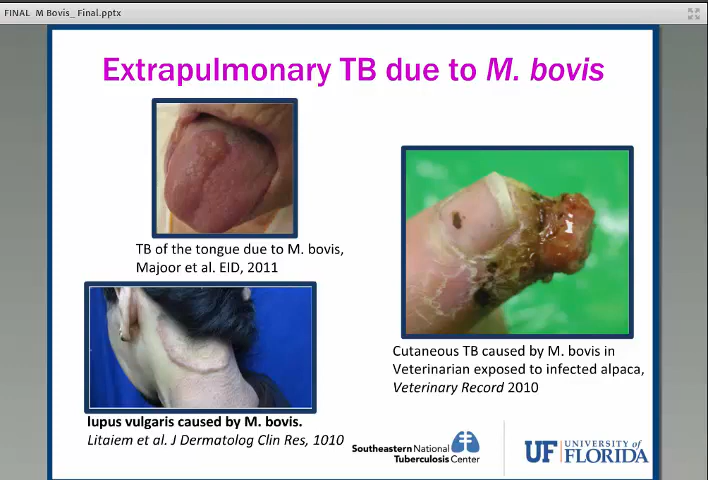 FINAL  M Bovis_ Final.pptx
Extrapulmonary TB due to M. bovis
TB of the tongue due to M. bovis,
Majoor et al. EID, 2011
lupus vulgaris caused by M. bovis.
Litaiem et al. J Dermatolog Clin Res, 1010
Cutaneous TB caused by M. bovis in
Veterinarian exposed to infected alpaca,
Veterinary Record 2010
Southeastern National
Tuberculosis Center
UF UNIVERSITY of
FLORIDA